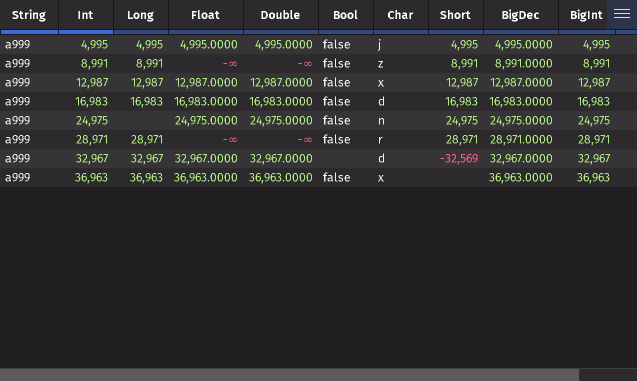 String Int Long Float Double Bool Char Short BigDec BigInt
a999 4,995 4,995 4,995.0000 4,995.0000 false j 4,995 4,995.0000 4,995
a999 8,991 8,991 -∞ -∞ false z 8,991 8,991.0000 8,991
a999 12,987 12,987 12,987.0000 12,987.0000 false x 12,987 12,987.0000 12,987
a999 16,983 16,983 16,983.0000 16,983.0000 false d 16,983 16,983.0000 16,983
a999 24,975 24,975.0000 24,975.0000 false n 24,975 24,975.0000 24,975
a999 28,971 28,971 -∞ -∞ false r 28,971 28,971.0000 28,971
a999 32,967 32,967 32,967.0000 32,967.0000 d -32,569 32,967.0000 32,967
a999 36,963 36,963 36,963.0000 36,963.0000 false x 36,963.0000 36,963